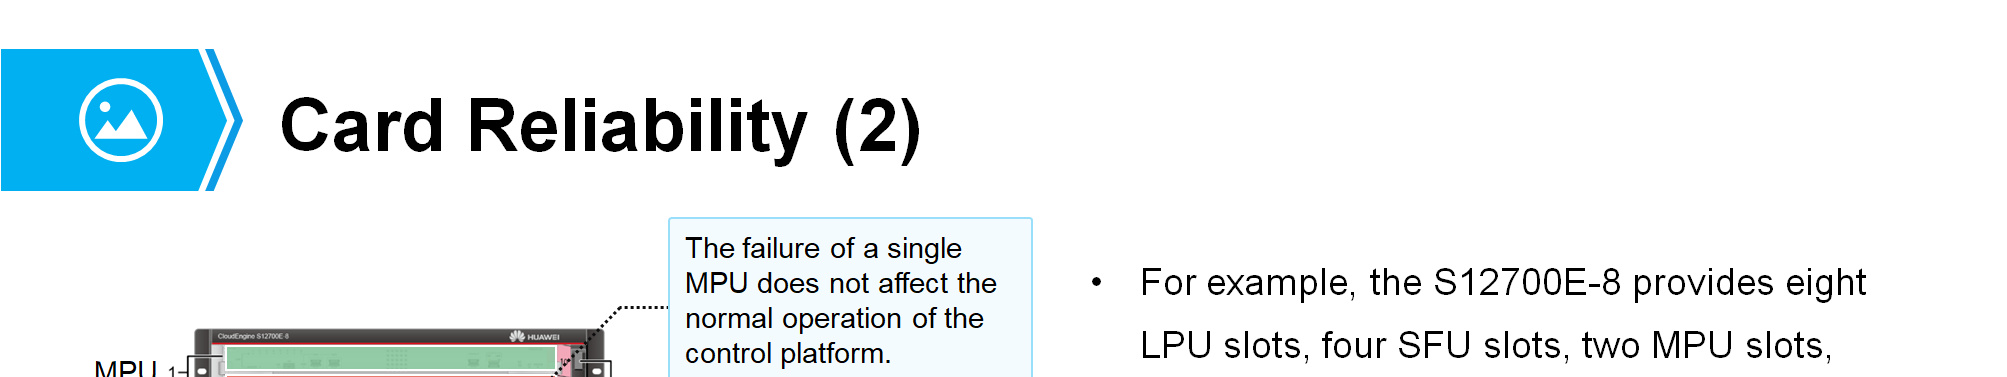 Card Reliability (2)
The failure of a single
MPU does not affect the
normal operation of the
control platform.
CloudEngine S12700E-8
HUAWEI
MPU 1
• For example, the S12700E-8 provides eight
LPU slots, four SFU slots, two MPU slots,